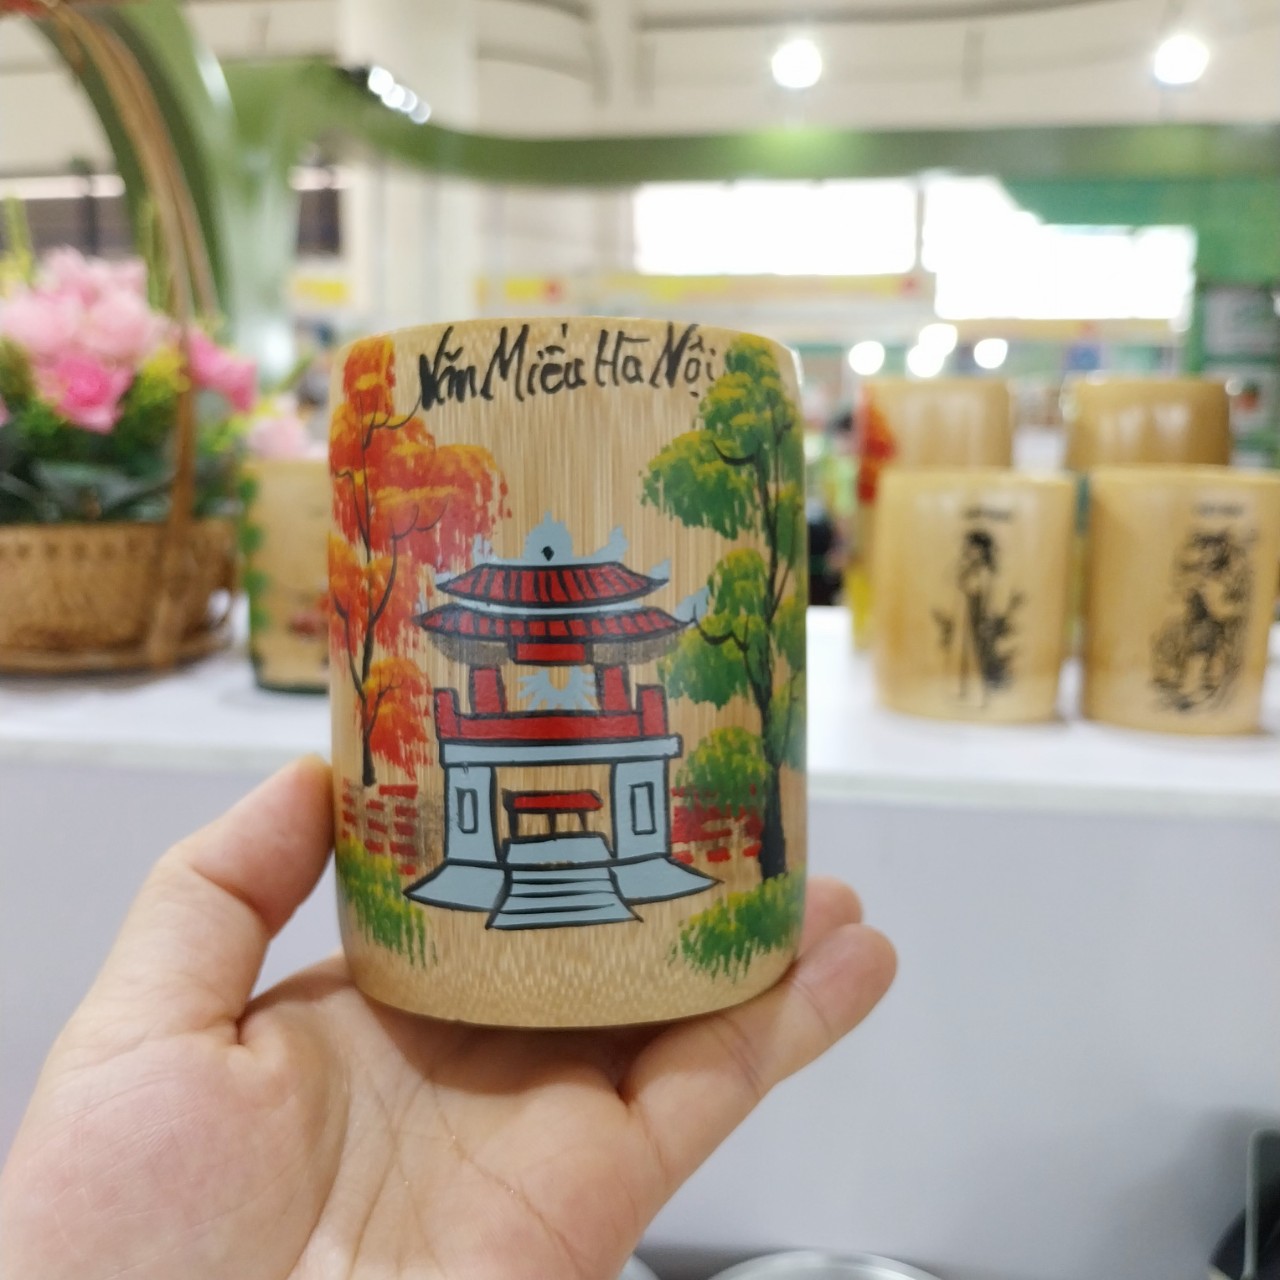 Văn Miếu Hà Nội